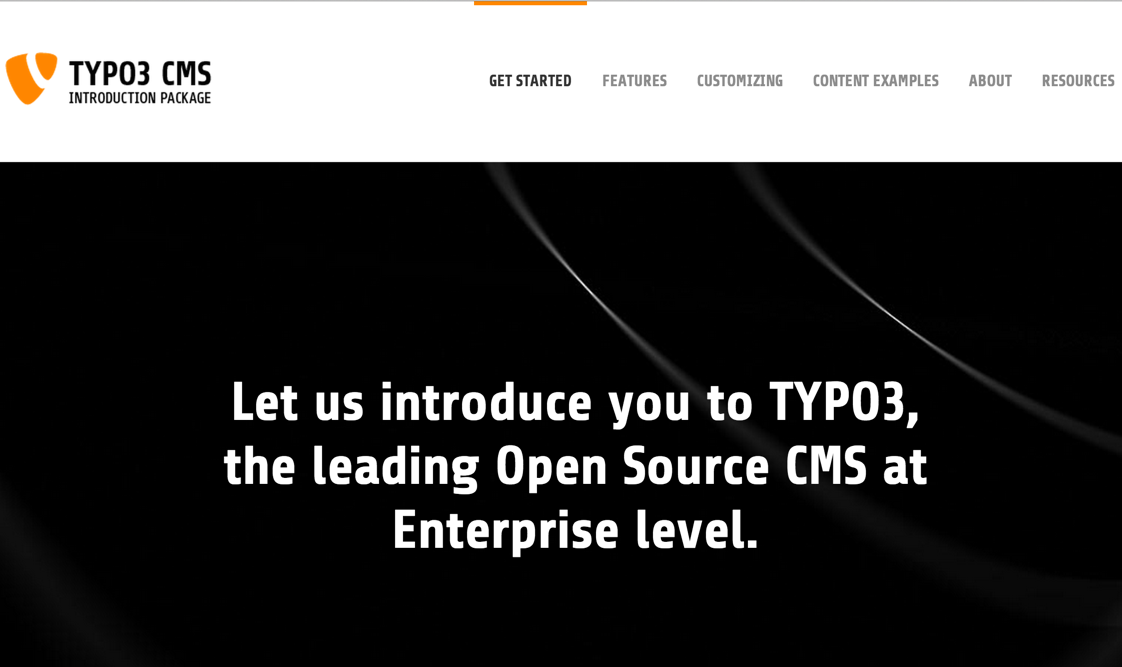 TYPO3 CMS
INTRODUCTION PACKAGE
GET STARTED FEATURES CUSTOMIZING CONTENT EXAMPLES ABOUT RESOURCES
Let us introduce you to TYPO3,
the leading Open Source CMS at
Enterprise level.